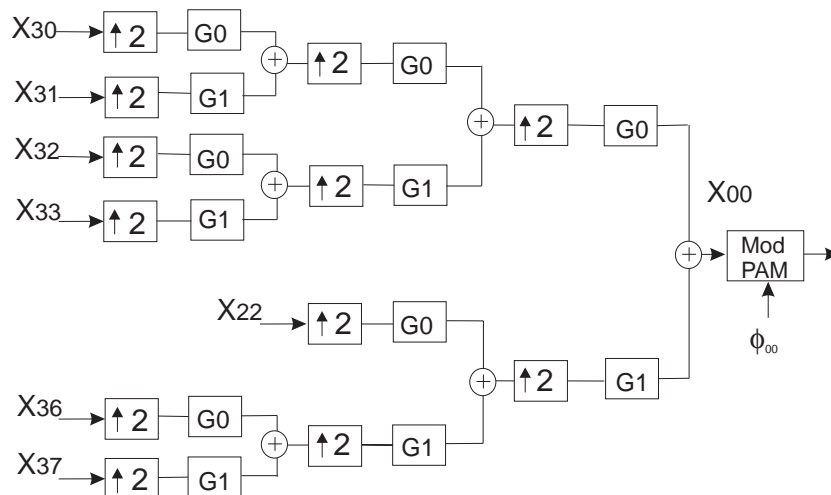 X30 ↑2 G0
↑2 G0
X31 ↑2 G1
↑2 G0
X32 ↑2 G0
↑2 G1
X33 ↑2 G1
X00
Mod
PAM
X22 ↑2 G0
ϕ00
↑2 G1
X36 ↑2 G0
↑2 G1
X37 ↑2 G1